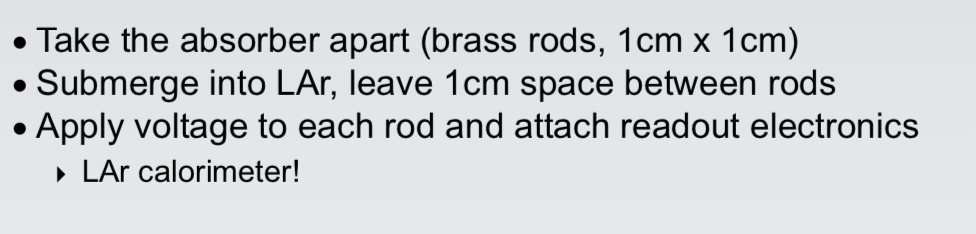 • Take the absorber apart (brass rods, 1cm x 1cm)
• Submerge into LAr, leave 1cm space between rods
• Apply voltage to each rod and attach readout electronics
‣ LAr calorimeter!